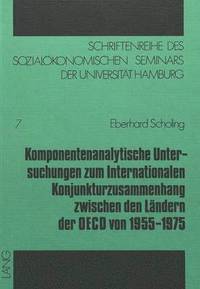 SCHRIFTENREIHE DES
SOZIALÖKONOMISCHEN SEMINARS
DER UNIVERSITÄT HAMBURG
7
Eberhard Scholing
Komponentenanalytische Unter-
suchungen zum Internationalen
Konjunkturzusammenhang
zwischen den Ländern
der OECD von 1955-1975
LANG